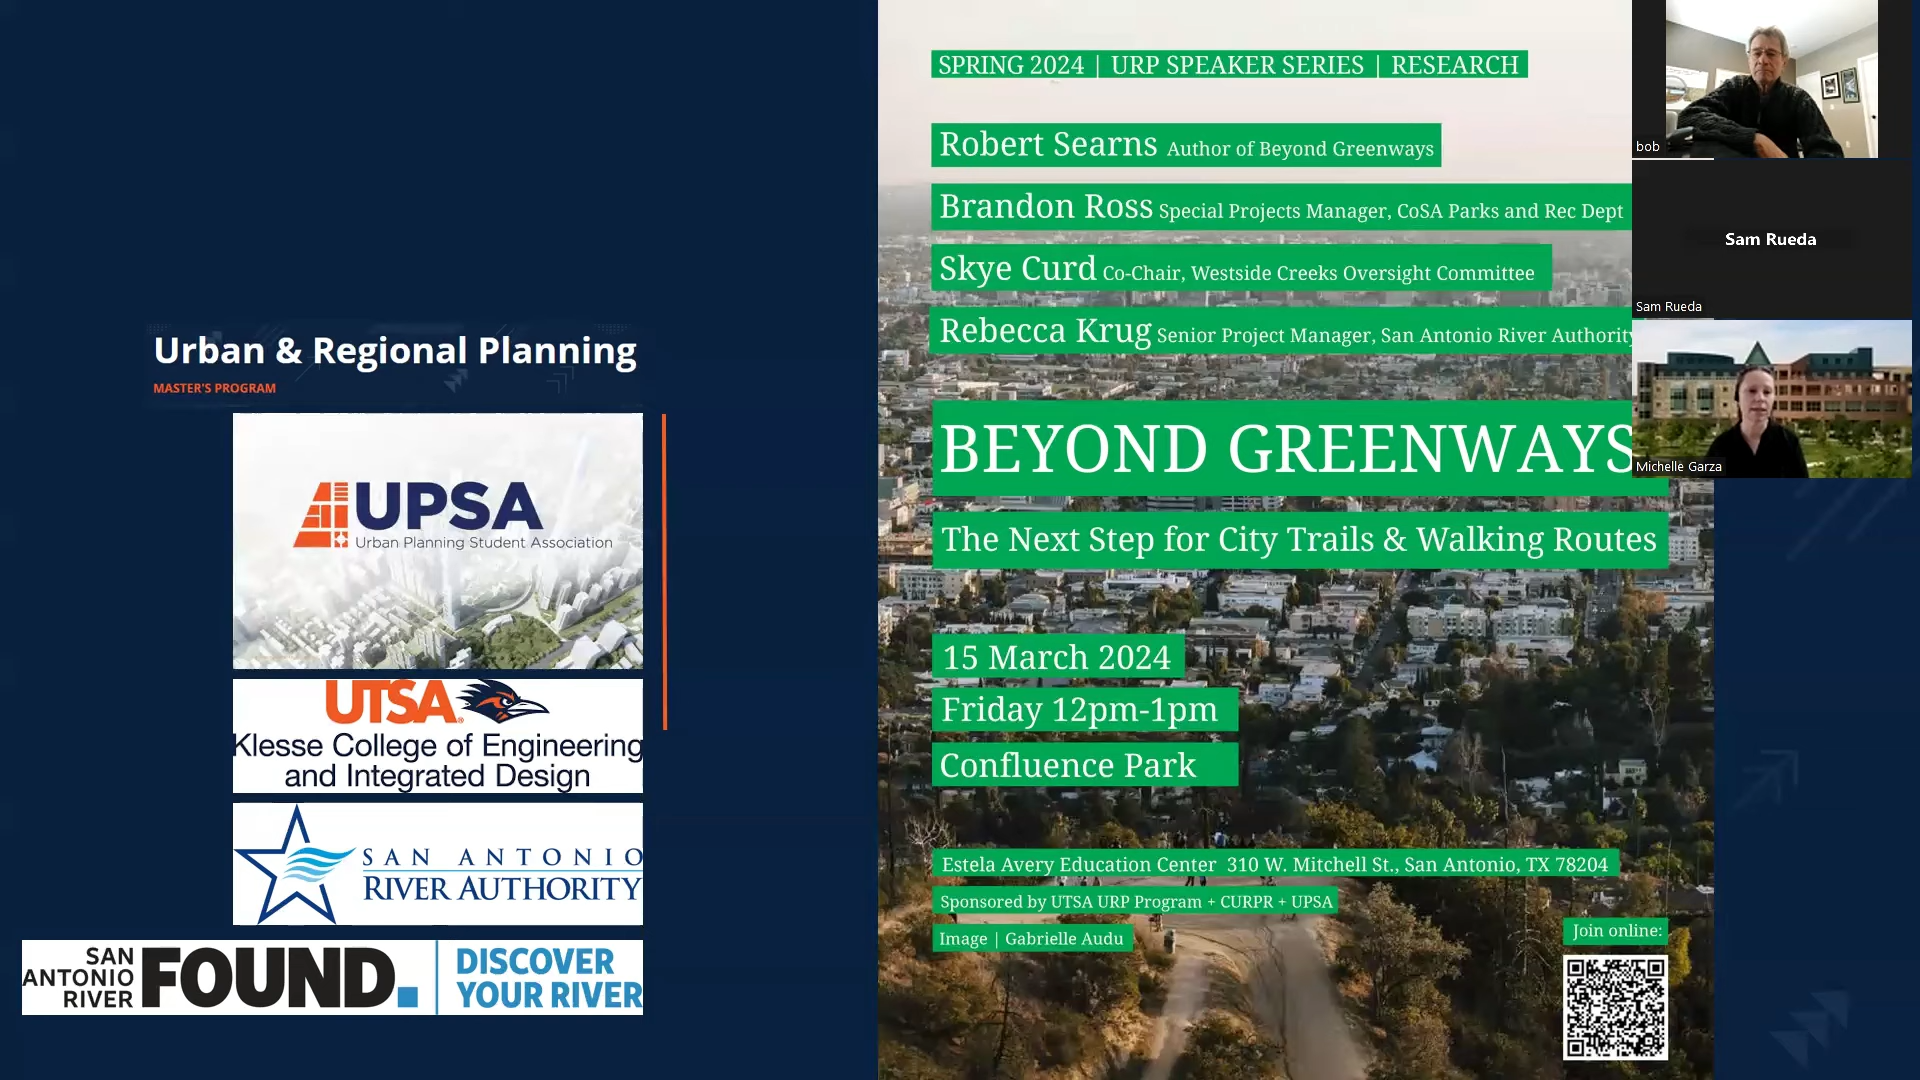 Urban & Regional Planning
MASTER'S PROGRAM
UPSA
Urban Planning Student Association
UTSA
Klesse College of Engineering
and Integrated Design
SAN ANTONIO
RIVER AUTHORITY
SAN
ANTONIO
RIVER
FOUND.
DISCOVER
YOUR RIVER
SPRING 2024 | URP SPEAKER SERIES | RESEARCH
Robert Searns Author of Beyond Greenways
Brandon Ross Special Projects Manager, CoSA Parks and Rec Dept
Skye Curd Co-Chair, Westside Creeks Oversight Committee
Rebecca Krug Senior Project Manager, San Antonio River Authority
BEYOND GREENWAYS
The Next Step for City Trails & Walking Routes
15 March 2024
Friday 12pm-1pm
Confluence Park
Estela Avery Education Center 310 W. Mitchell St., San Antonio, TX 78204
Sponsored by UTSA URP Program + CURPR + UPSA
Image | Gabrielle Audu
Join online:
bob
Sam Rueda
Sam Rueda
Michelle Garza